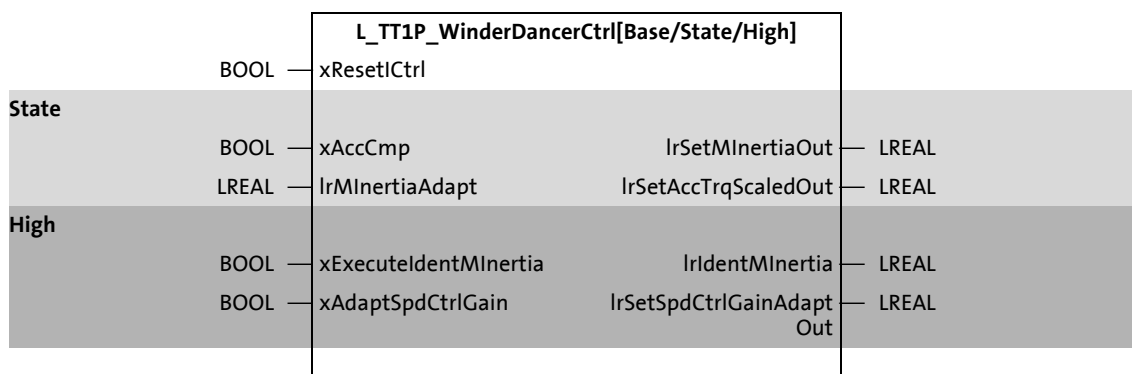 L_TT1P_WinderDancerCtrl[Base/State/High]
BOOL xResetICtrl
State
BOOL xAccCmp lrSetMInertiaOut LREAL
LREAL lrMInertiaAdapt lrSetAccTrqScaledOut LREAL
High
BOOL xExecuteIdentMInertia lrIdentMInertia LREAL
BOOL xAdaptSpdCtrlGain lrSetSpdCtrlGainAdapt LREAL
Out